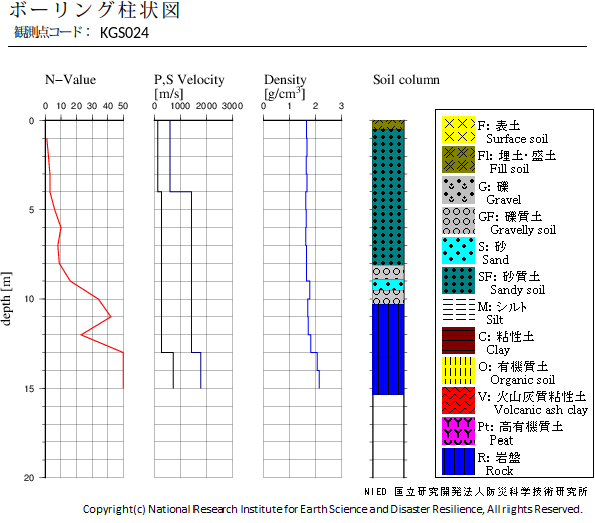 ボーリング柱状図
観測点コード： KGS024
N−Value
P,S Velocity
[m/s]
Density
[g/cm³]
Soil column
0 10 20 30 40 50
0 1000 2000 3000
0 1 2 3
0
5
10
15
20
depth [m]
F: 表土
Surface soil
Fl: 埋土・盛土
Fill soil
G: 礫
Gravel
GF: 礫質土
Gravelly soil
S: 砂
Sand
SF: 砂質土
Sandy soil
M: シルト
Silt
C: 粘性土
Clay
O: 有機質土
Organic soil
V: 火山灰質粘性土
Volcanic ash clay
Pt: 高有機質土
Peat
R: 岩盤
Rock
NIED 国立研究開発法人防災科学技術研究所
Copyright(c) National Research Institute for Earth Science and Disaster Resilience, All rights Reserved.